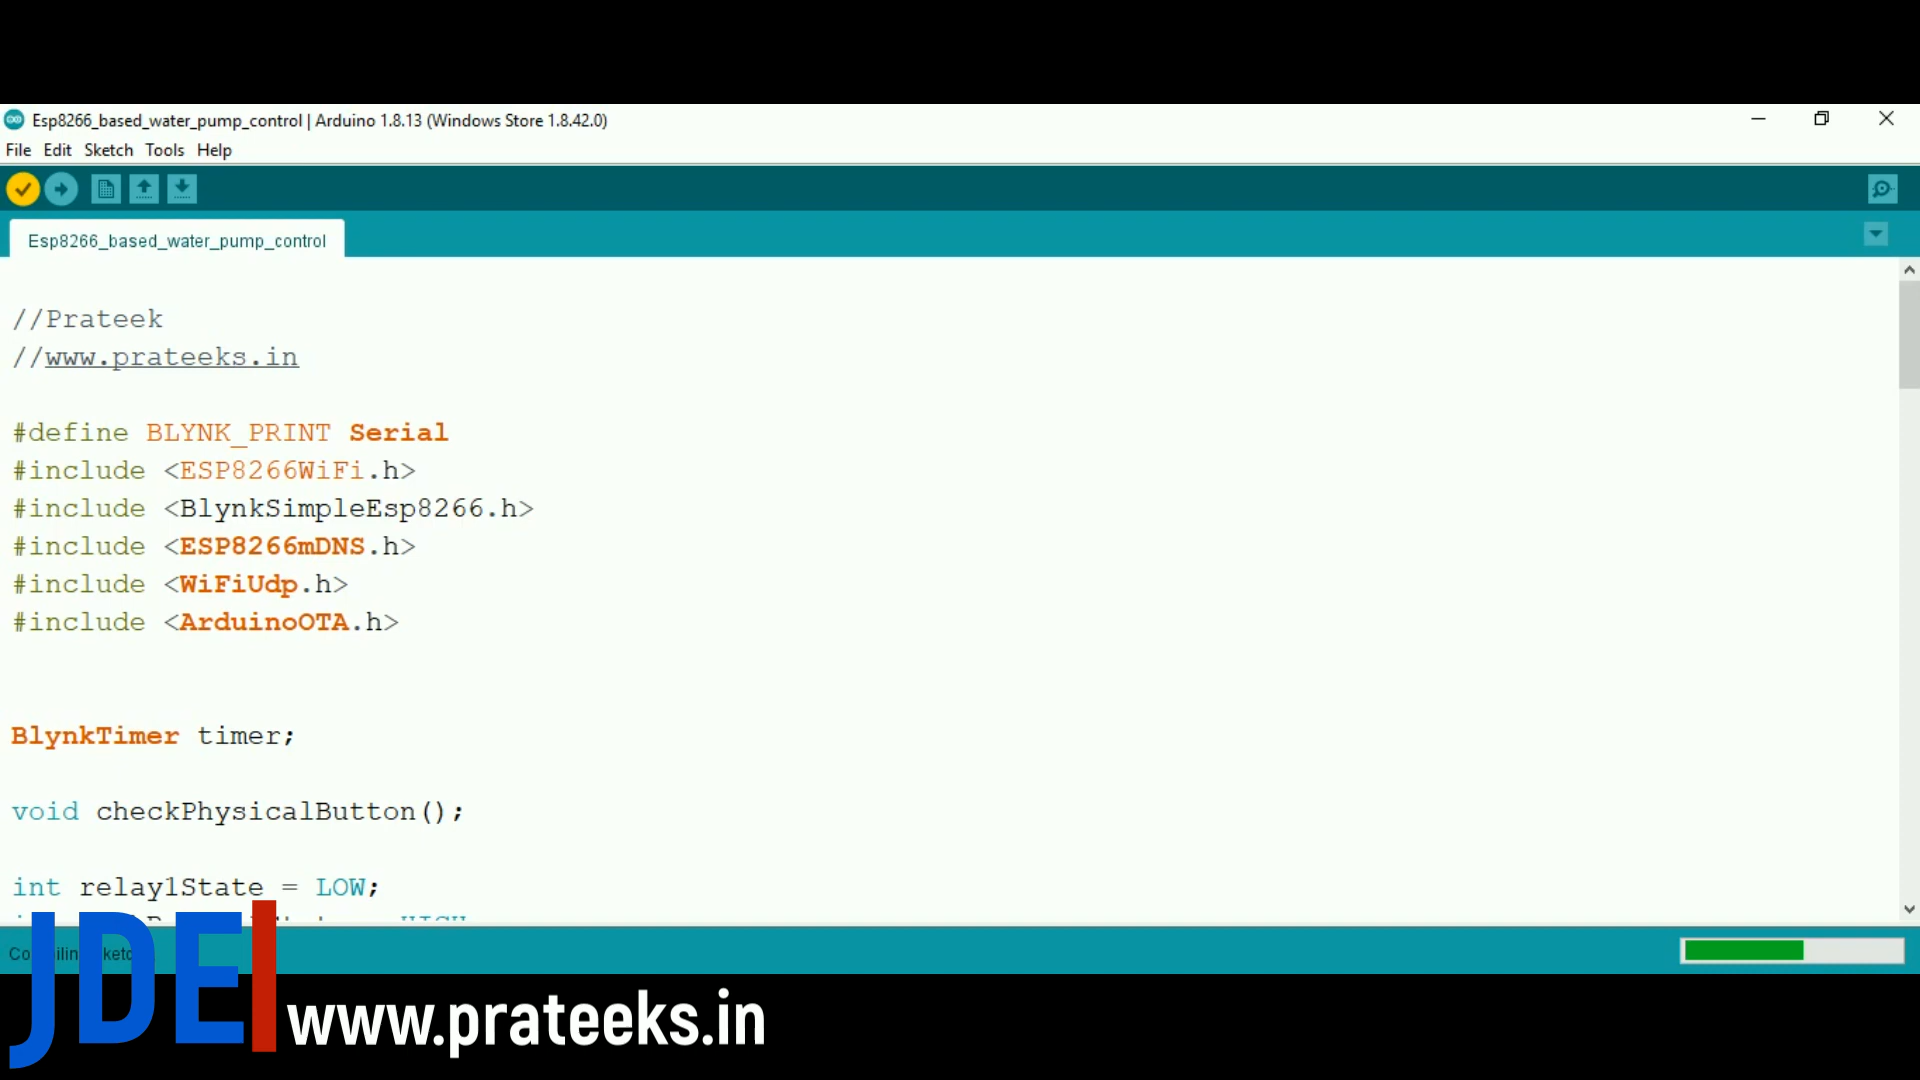 Esp8266_based_water_pump_control | Arduino 1.8.13 (Windows Store 1.8.42.0)
File Edit Sketch Tools Help
Esp8266_based_water_pump_control
//Prateek
//www.prateeks.in
#define BLYNK_PRINT Serial
#include <ESP8266WiFi.h>
#include <BlynkSimpleEsp8266.h>
#include <ESP8266mDNS.h>
#include <WiFiUdp.h>
#include <ArduinoOTA.h>
BlynkTimer timer;
void checkPhysicalButton();
int relay1State = LOW;
JDE
www.prateeks.in